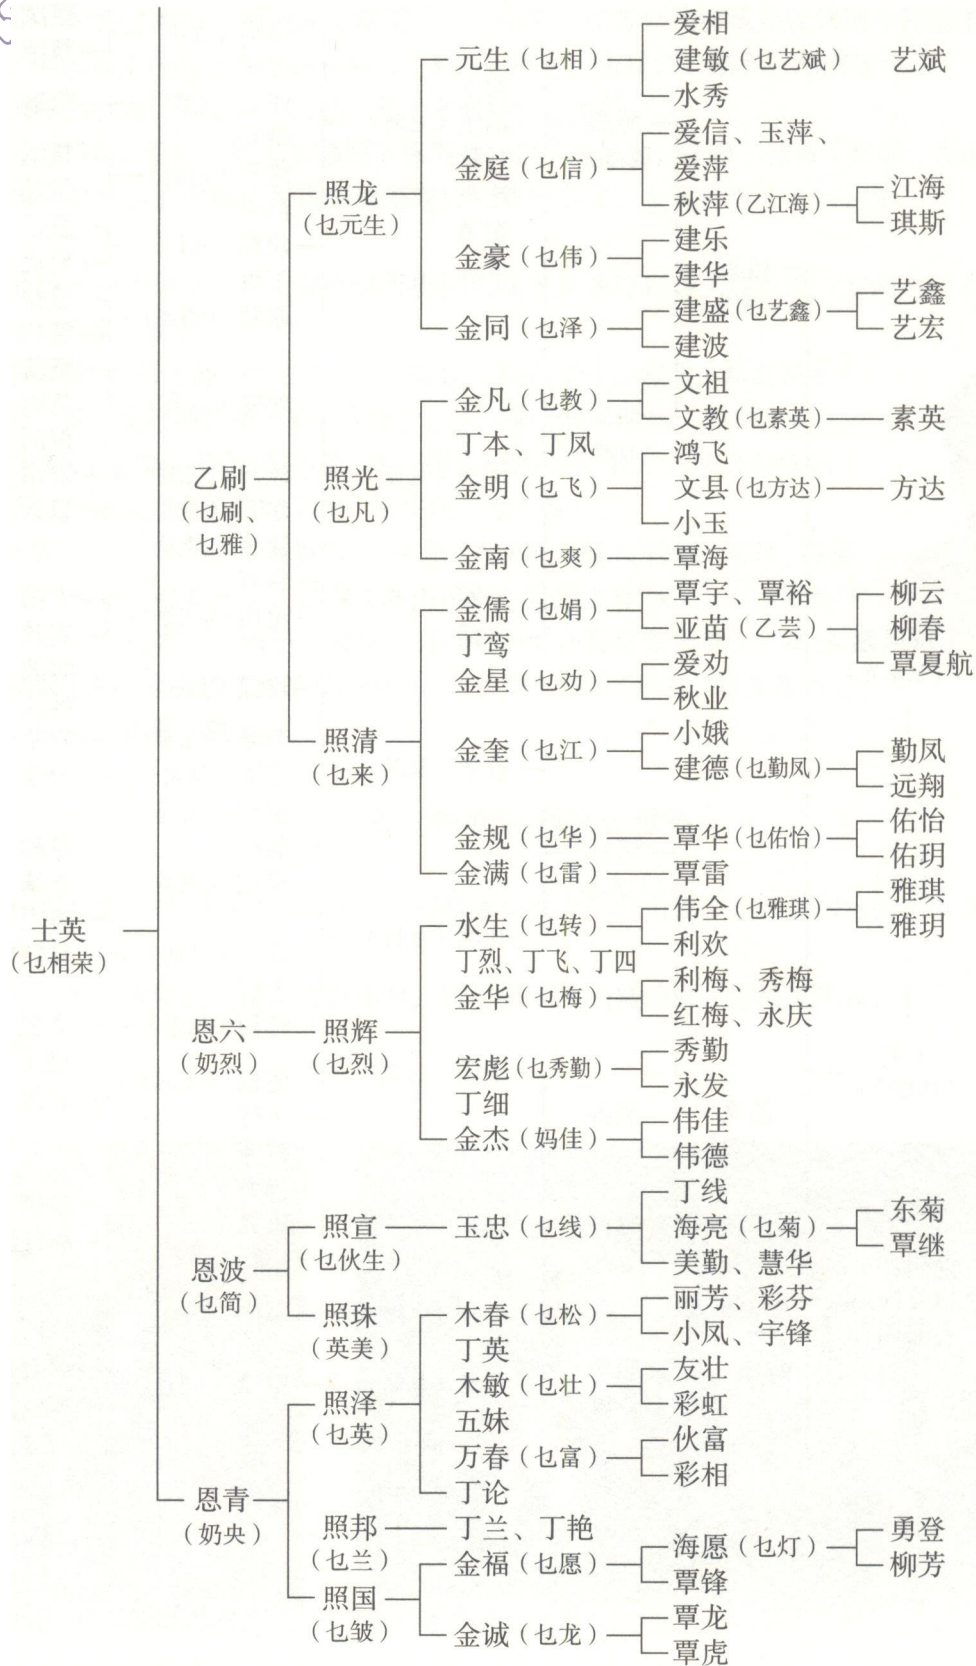 元生（乜相） 爱相
建敏（乜艺斌） 艺斌
水秀
金庭（乜信） 爱信、玉萍、
爱萍
秋萍（乙江海） 江海
琪斯
照龙
（乜元生）
金豪（乜伟） 建乐
建华
金同（乜泽） 建盛（乜艺鑫） 艺鑫
艺宏
建波
乙刷
（乜刷、
乜雅）
照光
（乜凡）
金凡（乜教） 文祖
文教（乜素英） 素英
丁本、丁凤
金明（乜飞） 鸿飞
文县（乜方达） 方达
小玉
金南（乜爽） 覃海
照清
（乜来）
金儒（乜娟） 覃宇、覃裕
亚苗（乙芸） 柳云
柳春
覃夏航
丁鸾
金星（乜劝） 爱劝
秋业
金奎（乜江） 小娥
建德（乜勤凤） 勤凤
远翔
金规（乜华） 覃华（乜佑怡） 佑怡
佑玥
金满（乜雷） 覃雷
士英
（乜相荣）
恩六
（奶烈）
照辉
（乜烈）
水生（乜转） 伟全（乜雅琪） 雅琪
雅玥
利欢
丁烈、丁飞、丁四
金华（乜梅） 利梅、秀梅
红梅、永庆
宏彪（乜秀勤） 秀勤
永发
丁细
金杰（妈佳） 伟佳
伟德
恩波
（乜简）
照宣
（乜伙生）
玉忠（乜线） 丁线
海亮（乜菊） 东菊
覃继
美勤、慧华
照珠
（英美）
恩青
（奶央）
照泽
（乜英）
木春（乜松） 丽芳、彩芬
小凤、宇锋
丁英
木敏（乜壮） 友壮
彩虹
五妹
万春（乜富） 伙富
彩相
丁论
照邦
（乜兰）
丁兰、丁艳
照国
（乜皱）
金福（乜愿） 海愿（乜灯） 勇登
柳芳
覃锋
金诚（乜龙） 覃龙
覃虎